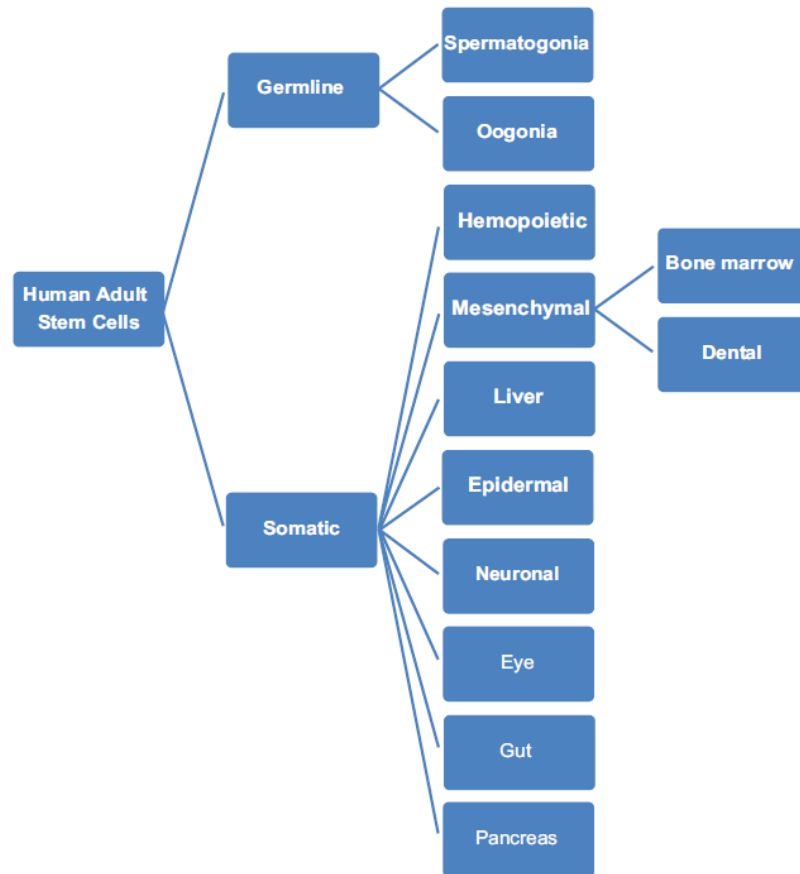 Spermatogonia
Germline
Oogonia
Hemopoietic
Bone marrow
Human Adult
Stem Cells
Mesenchymal
Dental
Liver
Epidermal
Somatic
Neuronal
Eye
Gut
Pancreas